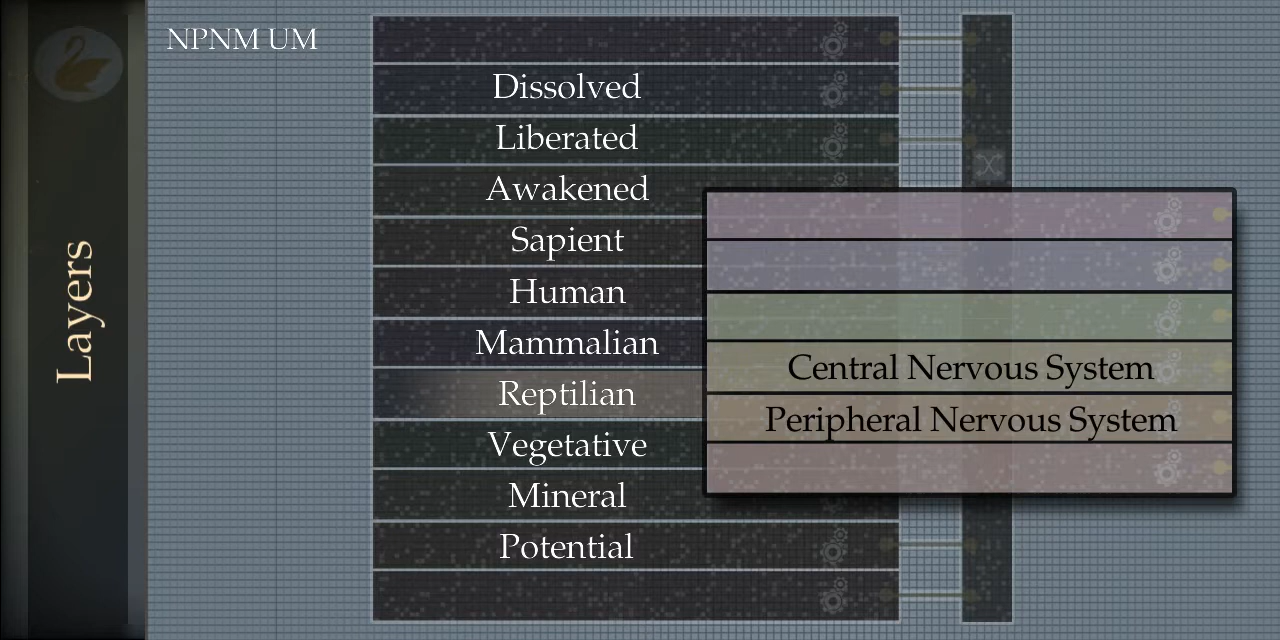 NPNM UM
Layers
Dissolved
Liberated
Awakened
Sapient
Human
Mammalian
Reptilian
Vegetative
Mineral
Potential
Central Nervous System
Peripheral Nervous System